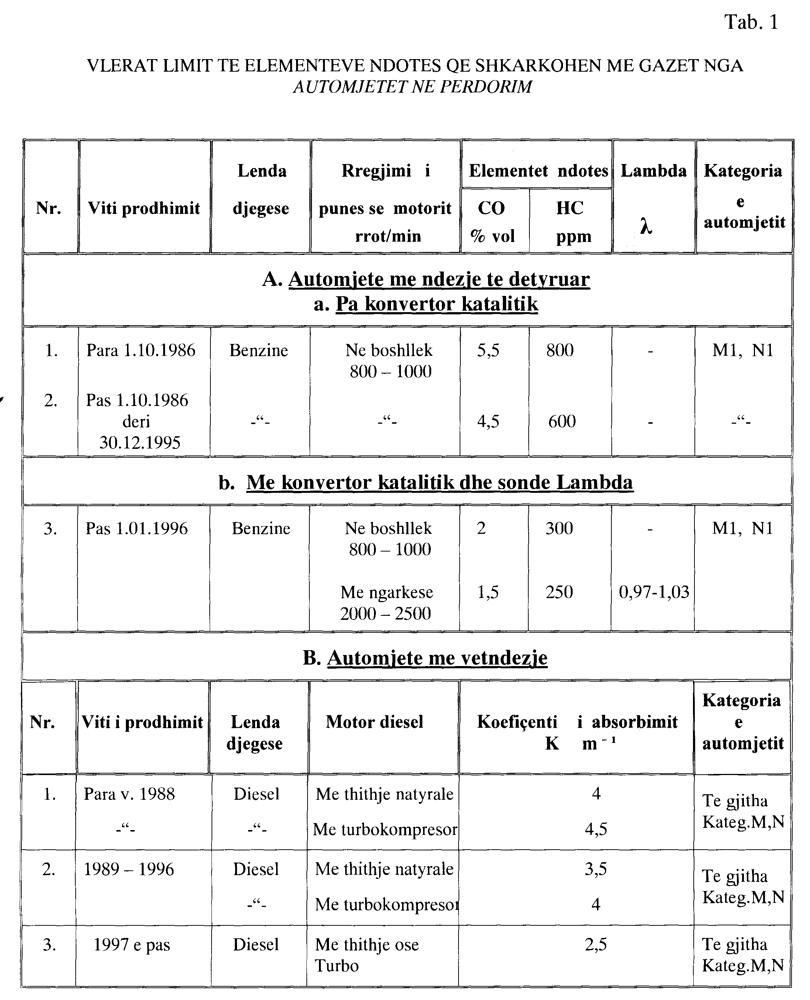 Tab. 1
VLERAT LIMIT TE ELEMENTEVE NDOTES QE SHKARKOHEN ME GAZET NGA
AUTOMJETET NE PERDORIM
Nr. Viti prodhimit Lenda djegese Rregjimi i punes se motorit rrot/min Elementet ndotes CO % vol HC ppm Lambda λ Kategoria e automjetit
A. Automjete me ndezje te detyruar
a. Pa konvertor katalitik
1. Para 1.10.1986 Benzine Ne boshllek 5,5 800 - M1, N1
800 – 1000
2. Pas 1.10.1986
deri -“- -“- 4,5 600 - -“-
30.12.1995
b. Me konvertor katalitik dhe sonde Lambda
3. Pas 1.01.1996 Benzine Ne boshllek 2 300 - M1, N1
800 – 1000
Me ngarkese 1,5 250 0,97-1,03
2000 – 2500
B. Automjete me vetndezje
Nr. Viti i prodhimit Lenda djegese Motor diesel Koefiçenti i absorbimit K m -1 Kategoria e automjetit
1. Para v. 1988 Diesel Me thithje natyrale 4 Te gjitha
-“- -“- Me turbokompresor 4,5 Kateg.M,N
2. 1989 – 1996 Diesel Me thithje natyrale 3,5 Te gjitha
-“- Me turbokompresor 4 Kateg.M,N
3. 1997 e pas Diesel Me thithje ose 2,5 Te gjitha
Turbo Kateg.M,N